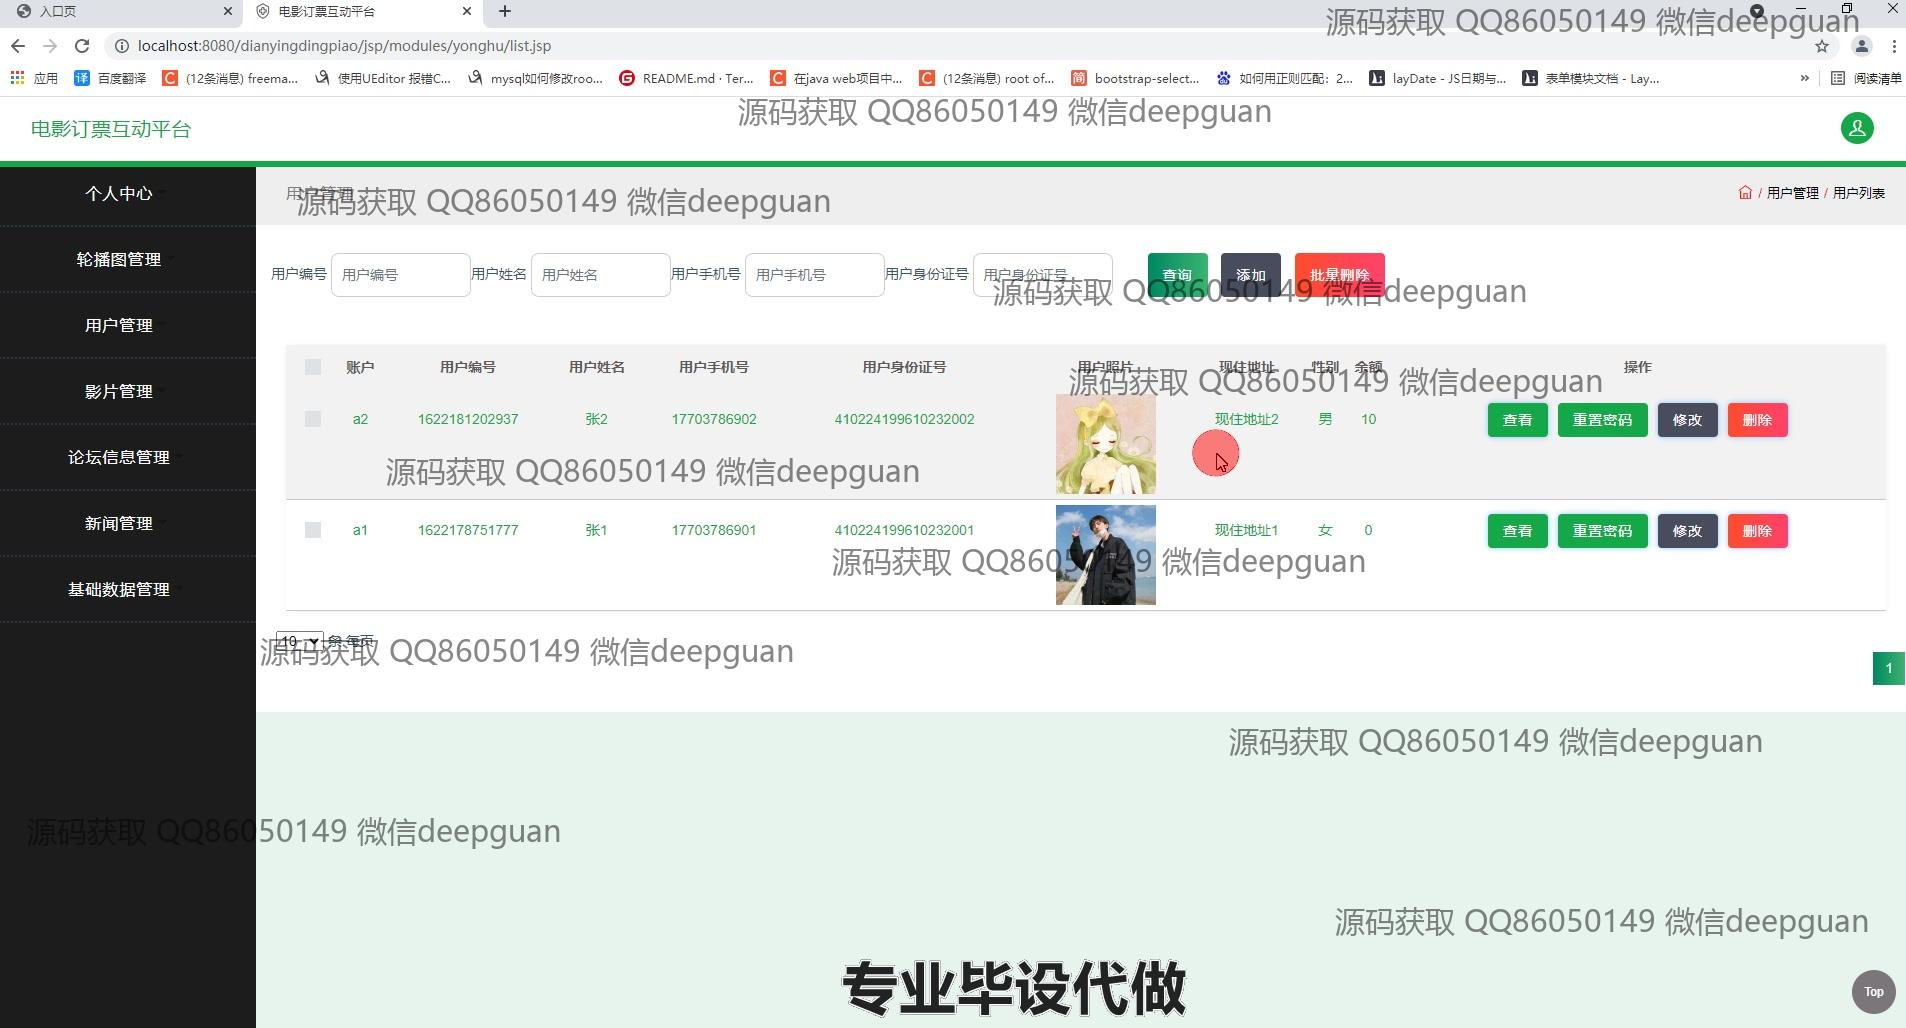 入口页
电影订票互动平台
localhost:8080/dianyingdingpiao/jsp/modules/yonghu/list.jsp
源码获取 QQ86050149 微信deepguan
应用 百度翻译 (12条消息) freema... 使用UEditor 报错C... mysql如何修改roo... README.md · Ter... 在java web项目中... (12条消息) root of... bootstrap-select... 如何用正则匹配：2... layDate - JS日期与... 表单模块文档 - Lay... » 阅读清单
源码获取 QQ86050149 微信deepguan
电影订票互动平台
个人中心
轮播图管理
用户管理
影片管理
论坛信息管理
新闻管理
基础数据管理
用户管理
源码获取 QQ86050149 微信deepguan
/ 用户管理 / 用户列表
用户编号 用户编号 用户姓名 用户姓名 用户手机号 用户手机号 用户身份证号 用户身份证号 查询 添加 批量删除
源码获取 QQ86050149 微信deepguan
账户 用户编号 用户姓名 用户手机号 用户身份证号 用户照片 现住地址 性别 余额 操作
源码获取 QQ86050149 微信deepguan
a2 1622181202937 张2 17703786902 410224199610232002 现住地址2 男 10 查看 重置密码 修改 删除
源码获取 QQ86050149 微信deepguan
a1 1622178751777 张1 17703786901 410224199610232001 现住地址1 女 0 查看 重置密码 修改 删除
源码获取 QQ86050149 微信deepguan
10 条 每页
源码获取 QQ86050149 微信deepguan
1
源码获取 QQ86050149 微信deepguan
源码获取 QQ86050149 微信deepguan
源码获取 QQ86050149 微信deepguan
专业毕设代做
Top